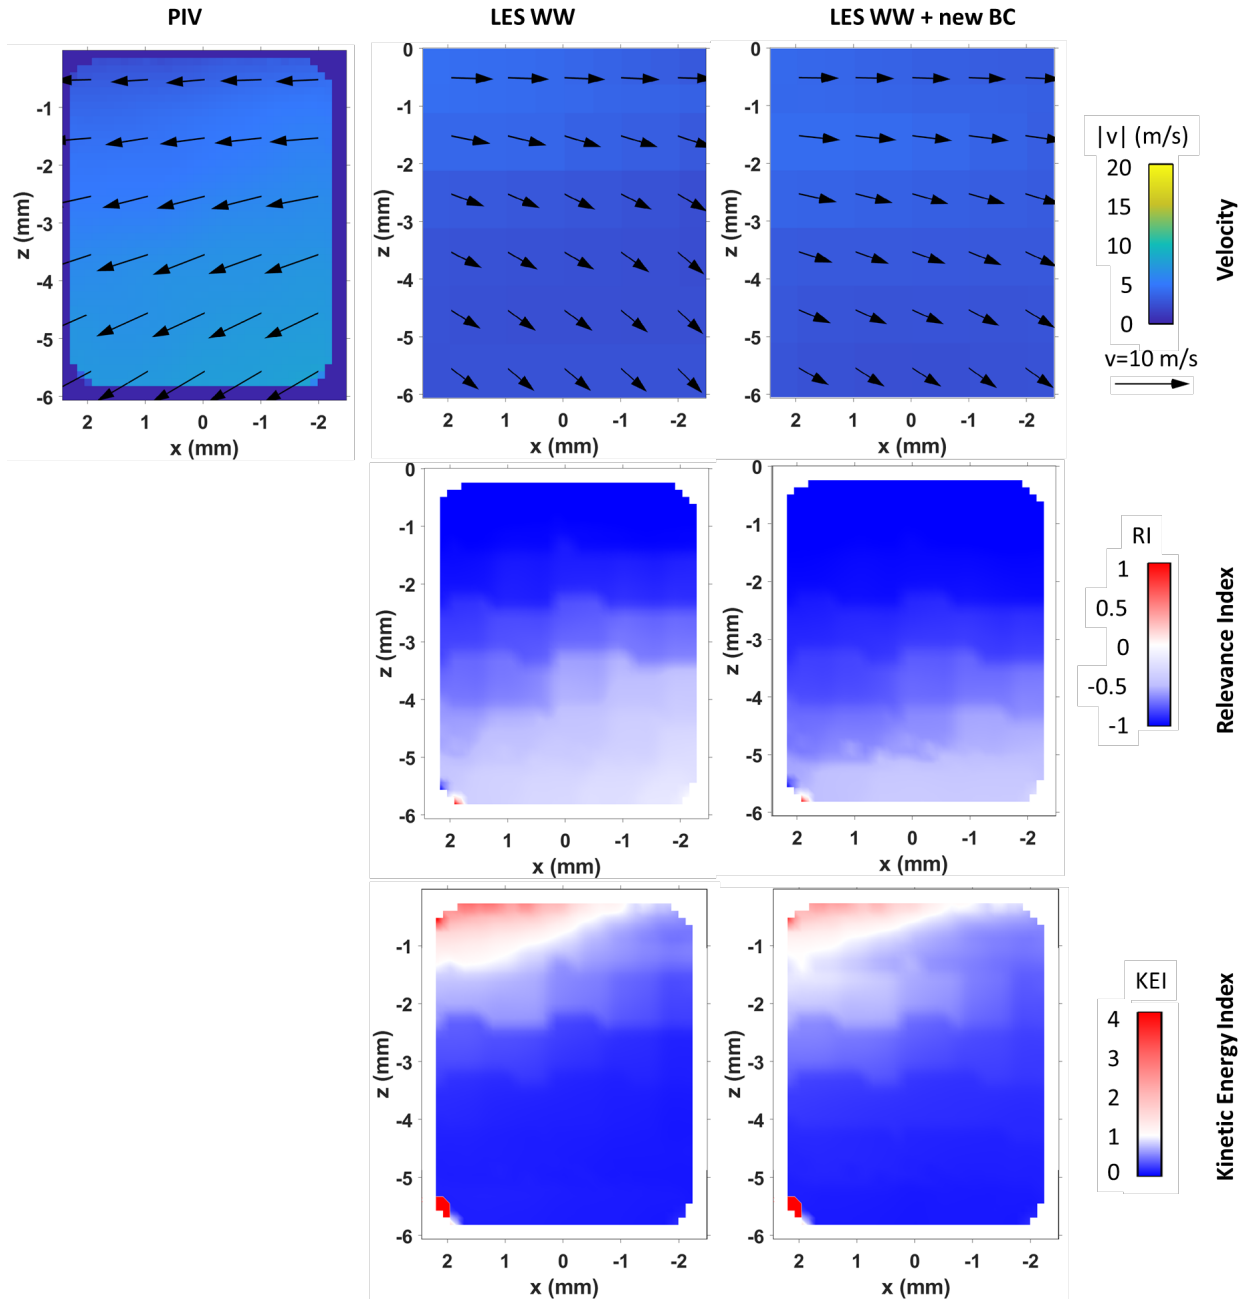 PIV
LES WW
LES WW + new BC
-1
-2
-3
-4
-5
-6
z (mm)
2 1 0 -1 -2
x (mm)
0
-1
-2
-3
-4
-5
-6
z (mm)
2 1 0 -1 -2
x (mm)
0
-1
-2
-3
-4
-5
-6
z (mm)
2 1 0 -1 -2
x (mm)
|v| (m/s)
20
15
10
5
0
v=10 m/s
Velocity
0
-1
-2
-3
-4
-5
-6
z (mm)
2 1 0 -1 -2
x (mm)
0
-1
-2
-3
-4
-5
-6
z (mm)
2 1 0 -1 -2
x (mm)
RI
1
0.5
0
-0.5
-1
Relevance Index
-1
-2
-3
-4
-5
-6
z (mm)
2 1 0 -1 -2
x (mm)
-1
-2
-3
-4
-5
-6
z (mm)
2 1 0 -1 -2
x (mm)
KEI
4
3
2
1
0
Kinetic Energy Index